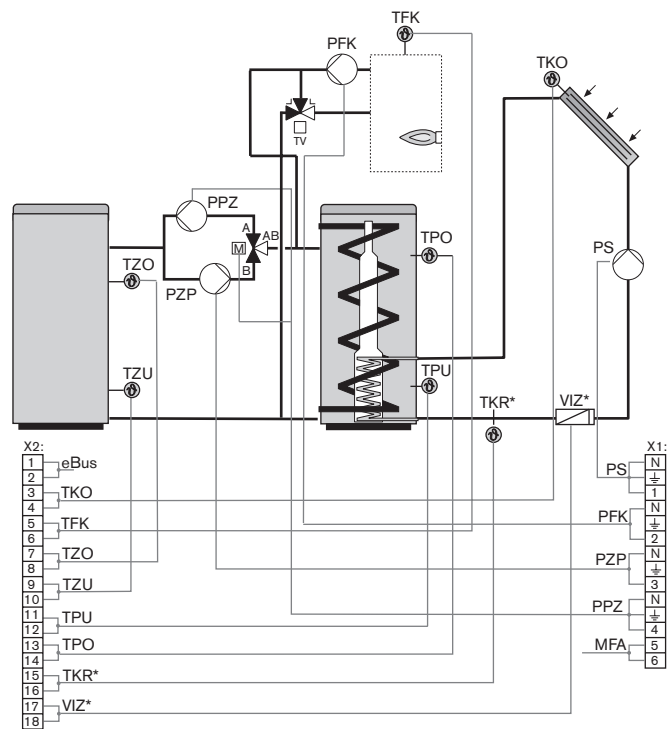 TFK
PFK
TKO
TV
PPZ
A
AB
M
B
PZP
TPO
PS
TZO
TZU
TPU
TKR*
VIZ*
X2:
1
2
eBus
3
4
TKO
5
6
TFK
7
8
TZO
9
10
TZU
11
12
TPU
13
14
TPO
15
16
TKR*
17
18
VIZ*
X1:
PS
N
1
PFK
N
2
PZP
N
3
PPZ
N
4
MFA
5
6